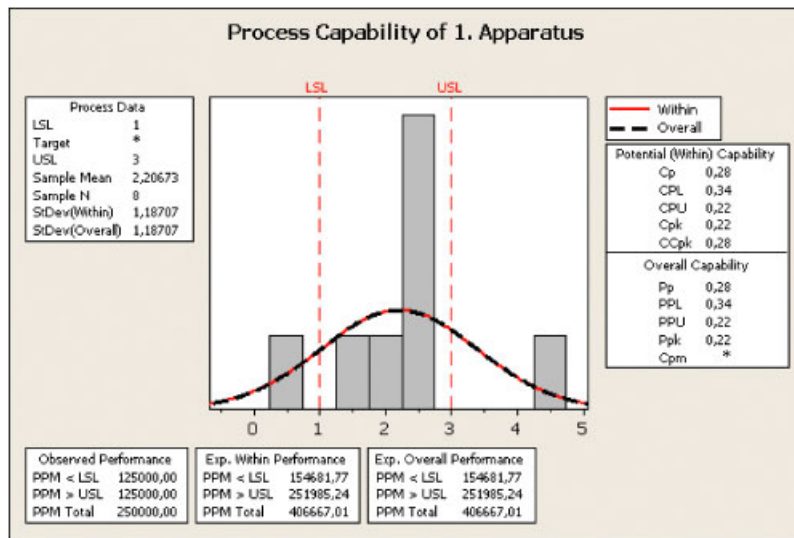 Process Capability of 1. Apparatus
LSL USL
Process Data
LSL 1
Target *
USL 3
Sample Mean 2,20673
Sample N 8
StDev(Within) 1,18707
StDev(Overall) 1,18707
Within
Overall
Potential (Within) Capability
Cp 0,28
CPL 0,34
CPU 0,22
Cpk 0,22
CCpk 0,28
Overall Capability
Pp 0,28
PPL 0,34
PPU 0,22
Ppk 0,22
Cpm *
0 1 2 3 4 5
Observed Performance
PPM < LSL 125000,00
PPM > USL 125000,00
PPM Total 250000,00
Exp. Within Performance
PPM < LSL 154681,77
PPM > USL 251985,24
PPM Total 406667,01
Exp. Overall Performance
PPM < LSL 154681,77
PPM > USL 251985,24
PPM Total 406667,01